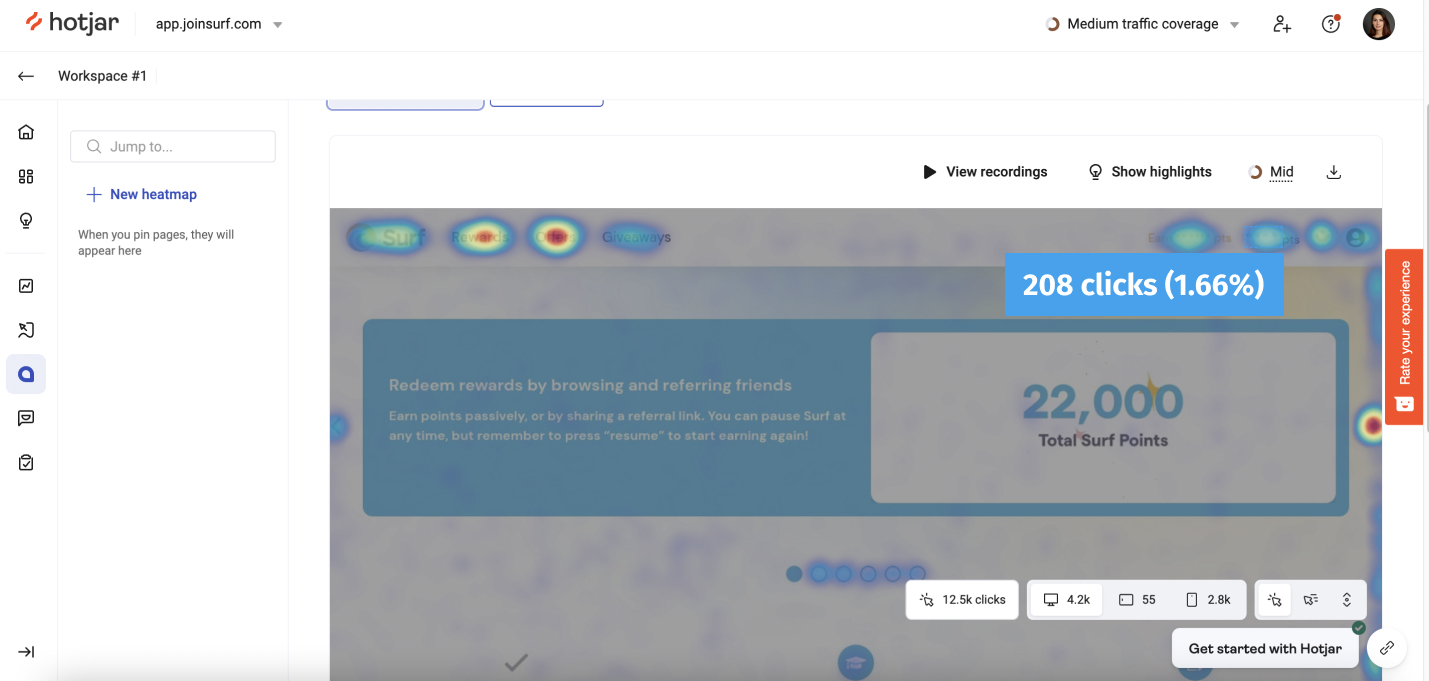 hotjar
app.joinsurf.com
Medium traffic coverage
Workspace #1
Jump to...
New heatmap
When you pin pages, they will
appear here
View recordings
Show highlights
Mid
Surf
Rewards
Offers
Giveaways
208 clicks (1.66%)
Redeem rewards by browsing and referring friends
Earn points passively, or by sharing a referral link. You can pause Surf at
any time, but remember to press “resume” to start earning again!
22,000
Total Surf Points
Rate your experience
12.5k clicks
4.2k
55
2.8k
Get started with Hotjar